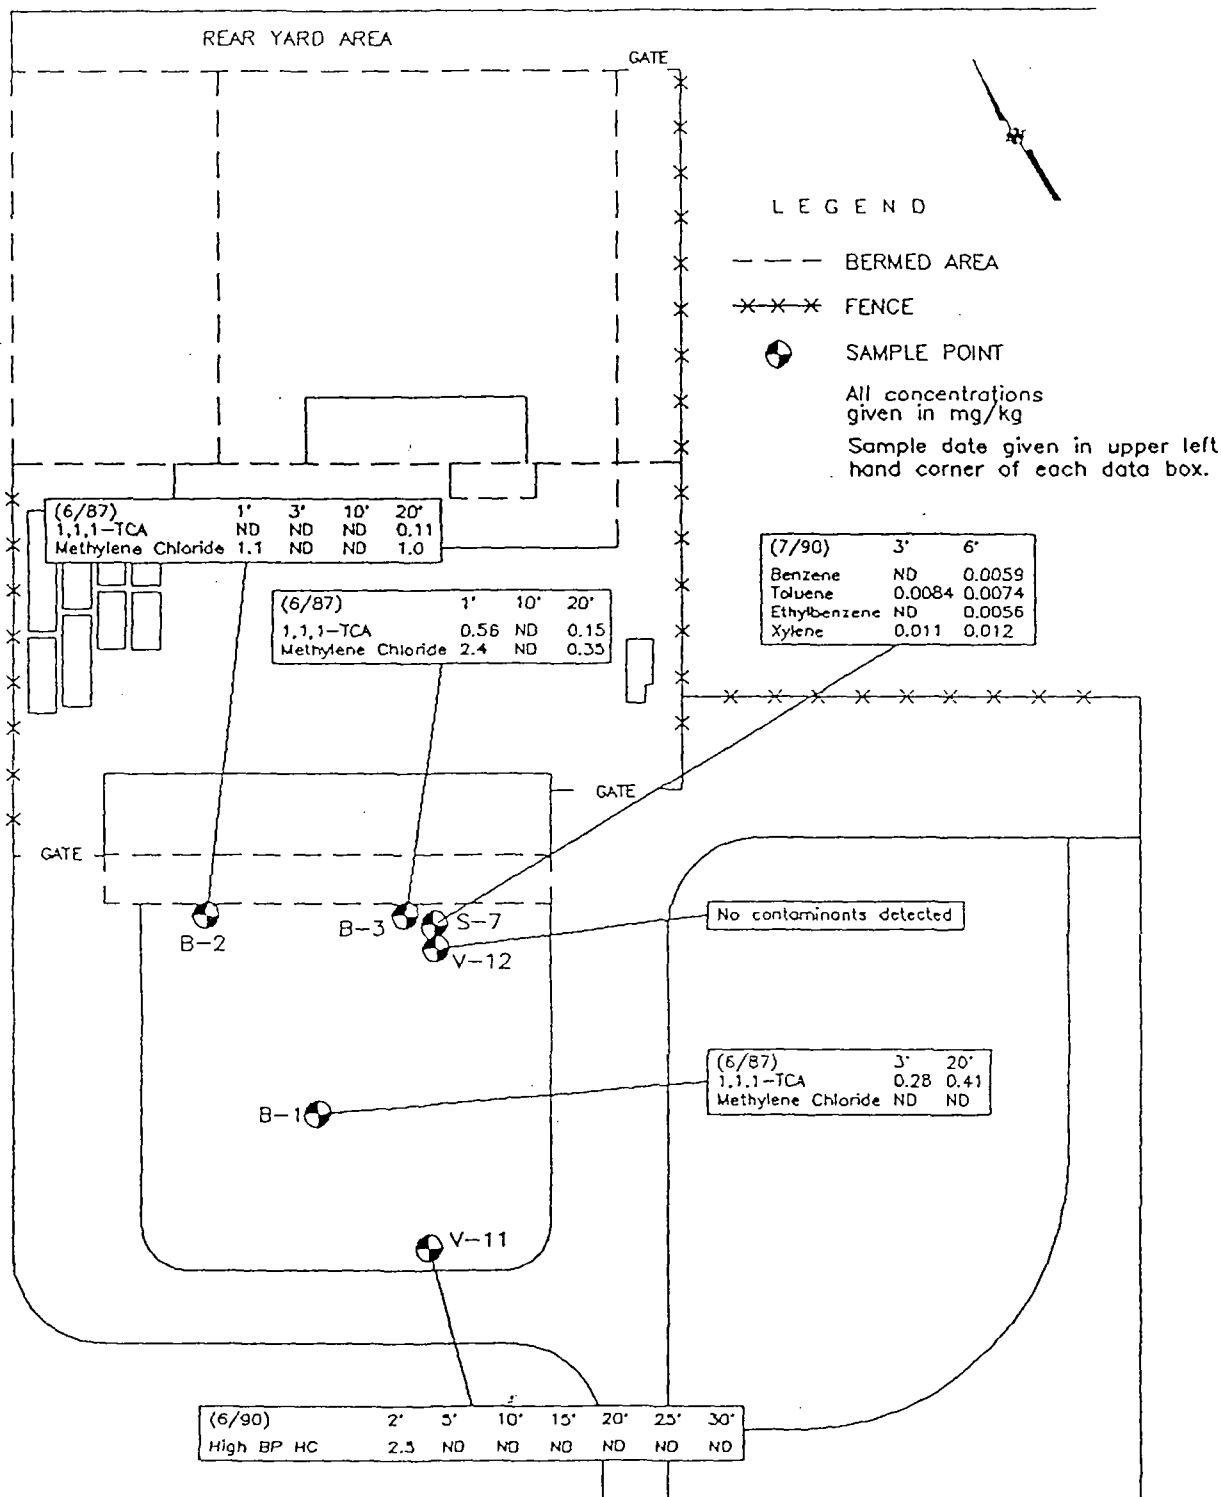 REAR YARD AREA
GATE
L E G E N D
BERMED AREA
FENCE
SAMPLE POINT
All concentrations
given in mg/kg
Sample date given in upper left
hand corner of each data box.
(6/87) 1' 3' 10' 20'
1,1,1-TCA ND ND ND 0.11
Methylene Chloride 1.1 ND ND 1.0
(7/90) 3' 6'
Benzene ND 0.0059
Toluene 0.0084 0.0074
Ethylbenzene ND 0.0056
Xylene 0.011 0.012
(6/87) 1' 10' 20'
1,1,1-TCA 0.56 ND 0.15
Methylene Chloride 2.4 ND 0.35
GATE
GATE
B-2
B-3
S-7
V-12
No contaminants detected
(6/87) 3' 20'
1,1,1-TCA 0.28 0.41
Methylene Chloride ND ND
B-1
V-11
(6/90) 2' 5' 10' 15' 20' 25' 30'
High BP HC 2.5 ND ND ND ND ND ND